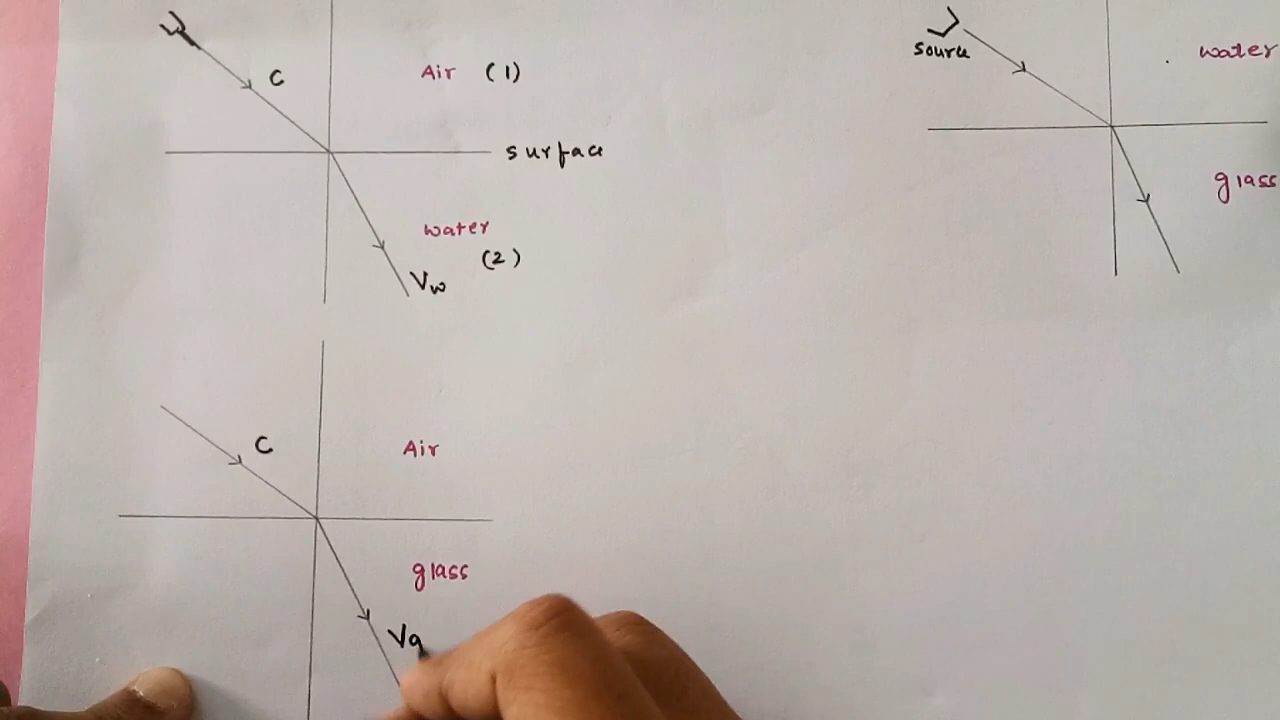 C
Air (1)
surface
water
(2)
Vw
source
water
glass
C
Air
glass
Vg